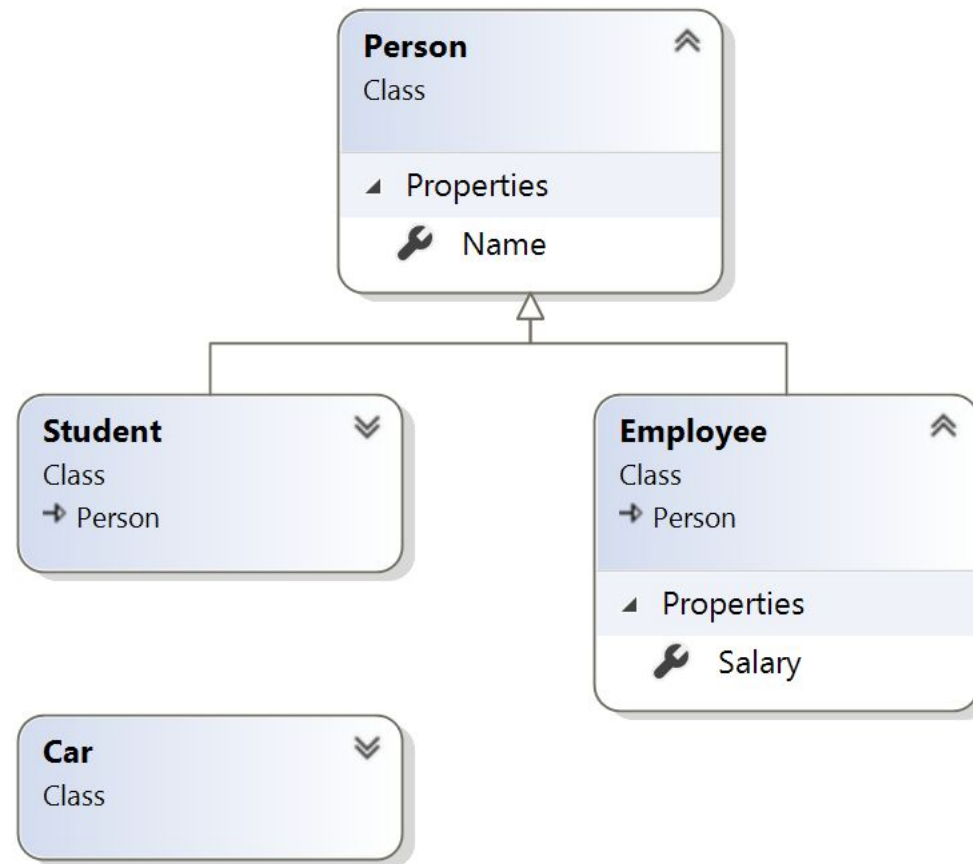 Person
Class
Properties
Name
Student
Class
Person
Employee
Class
Person
Properties
Salary
Car
Class